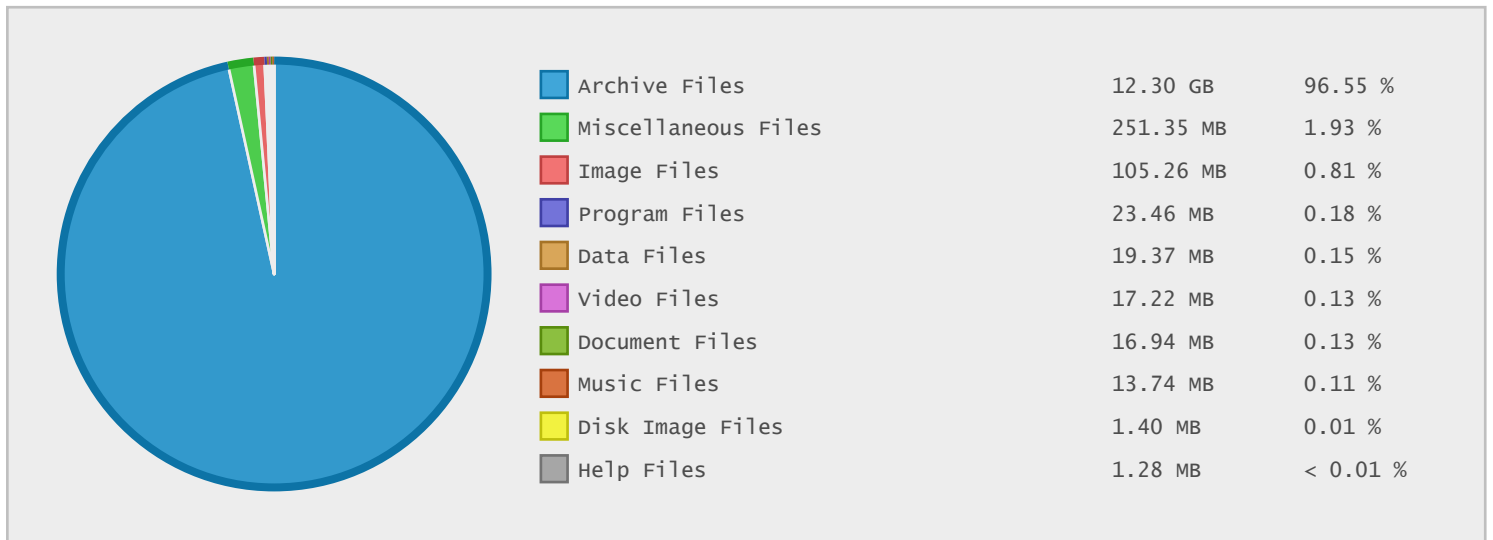 Archive Files 12.30 GB 96.55 %
Miscellaneous Files 251.35 MB 1.93 %
Image Files 105.26 MB 0.81 %
Program Files 23.46 MB 0.18 %
Data Files 19.37 MB 0.15 %
Video Files 17.22 MB 0.13 %
Document Files 16.94 MB 0.13 %
Music Files 13.74 MB 0.11 %
Disk Image Files 1.40 MB 0.01 %
Help Files 1.28 MB < 0.01 %